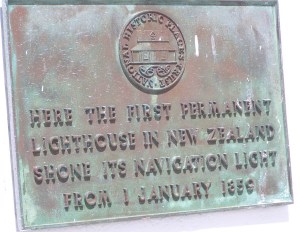 NATIONAL HISTORIC PLACES TRUST
HERE THE FIRST PERMANENT
LIGHTHOUSE IN NEW ZEALAND
SHONE ITS NAVIGATION LIGHT
FROM 1 JANUARY 1859